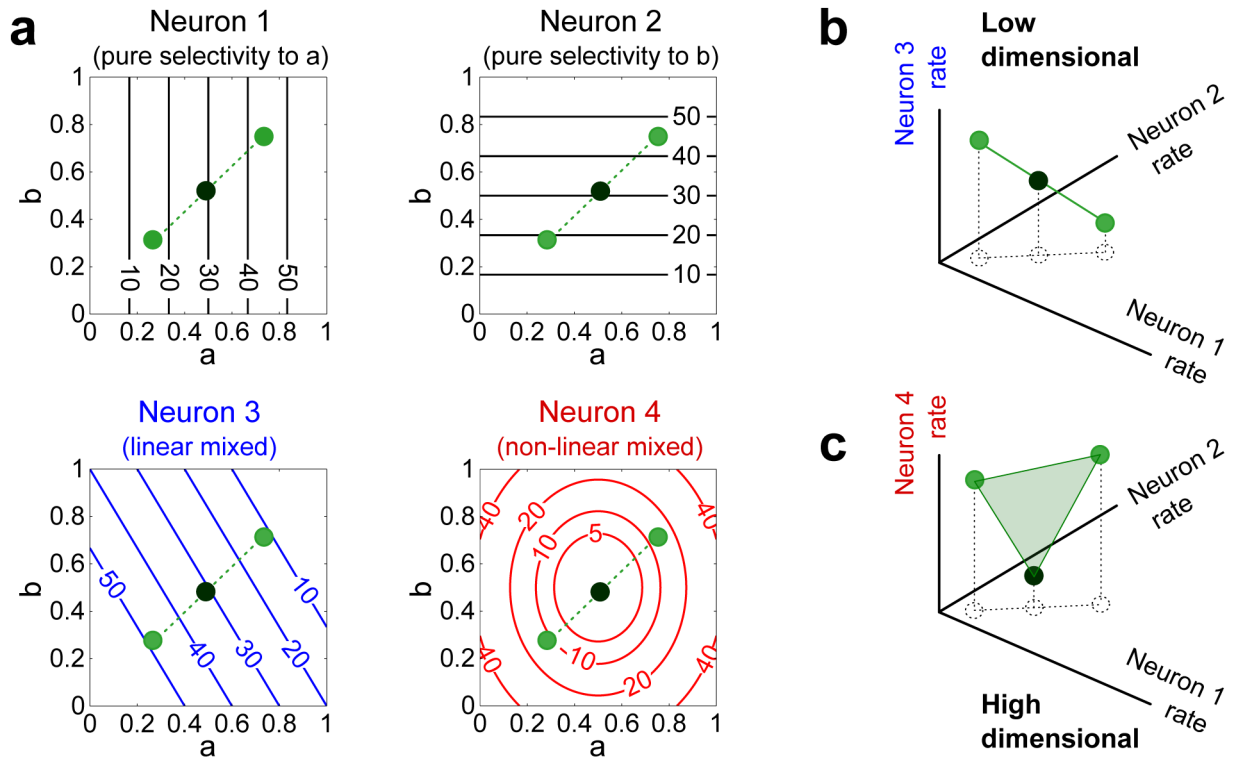 a
Neuron 1
(pure selectivity to a)
1
0.8
0.6
0.4
0.2
0
b
10
20
30
40
50
0 0.2 0.4 0.6 0.8 1
a
Neuron 2
(pure selectivity to b)
1
0.8
0.6
0.4
0.2
0
b
50
40
30
20
10
0 0.2 0.4 0.6 0.8 1
a
Neuron 3
(linear mixed)
1
0.8
0.6
0.4
0.2
0
b
50
40
30
20
10
0 0.2 0.4 0.6 0.8 1
a
Neuron 4
(non-linear mixed)
1
0.8
0.6
0.4
0.2
0
b
40
20
10
5
40
40
-10
20
40
0 0.2 0.4 0.6 0.8 1
a
b
Low
dimensional
Neuron 3
rate
Neuron 2
rate
Neuron 1
rate
c
Neuron 4
rate
Neuron 2
rate
Neuron 1
rate
High
dimensional